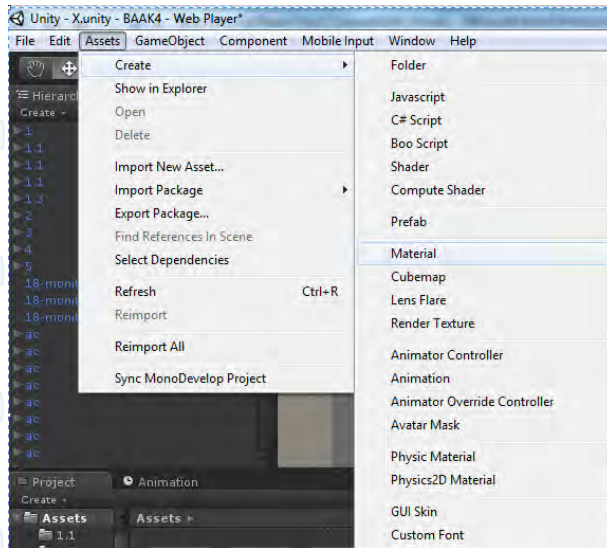 Unity - X.unity - BAAK4 - Web Player*
File Edit Assets GameObject Component Mobile Input Window Help
Create
Show in Explorer
Open
Delete
Import New Asset...
Import Package
Export Package...
Find References In Scene
Select Dependencies
Refresh Ctrl+R
Reimport
Reimport All
Sync MonoDevelop Project
Folder
Javascript
C# Script
Boo Script
Shader
Compute Shader
Prefab
Material
Cubemap
Lens Flare
Render Texture
Animator Controller
Animation
Animator Override Controller
Avatar Mask
Physic Material
Physics2D Material
GUI Skin
Custom Font
Create
1
1.1
1.1
1.1
1.3
2
3
4
5
ac
ac
ac
ac
ac
ac
ac
Project Animation
Create
Assets Assets
1.1